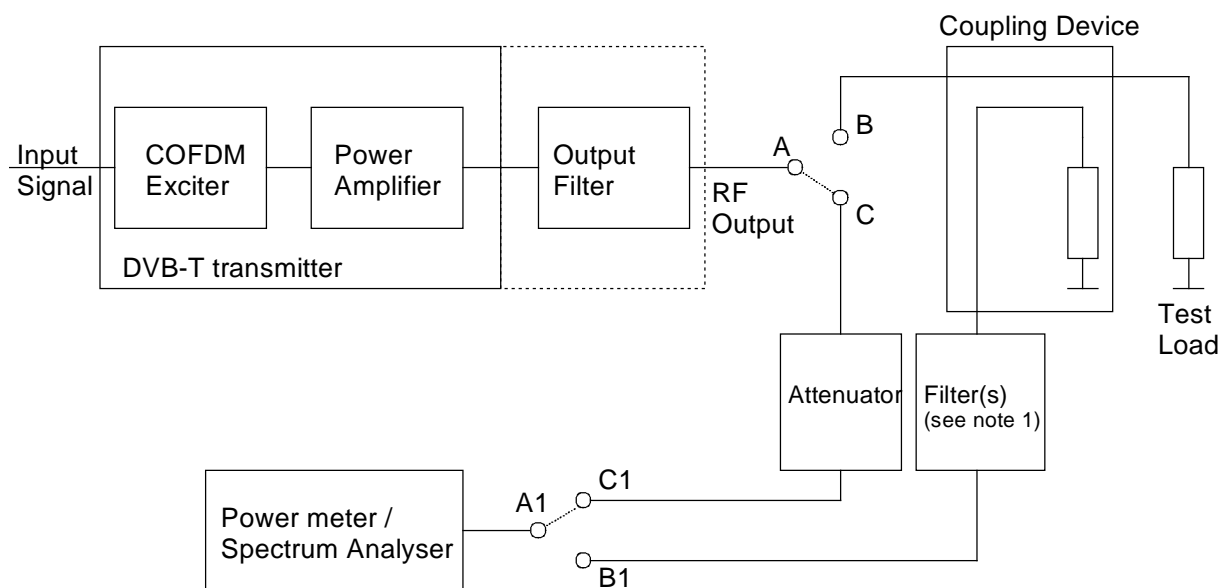 Coupling Device
Input
Signal
COFDM
Exciter
Power
Amplifier
Output
Filter
RF
Output
A
B
C
DVB-T transmitter
Test
Load
Attenuator
Filter(s)
(see note 1)
Power meter /
Spectrum Analyser
A1
C1
B1